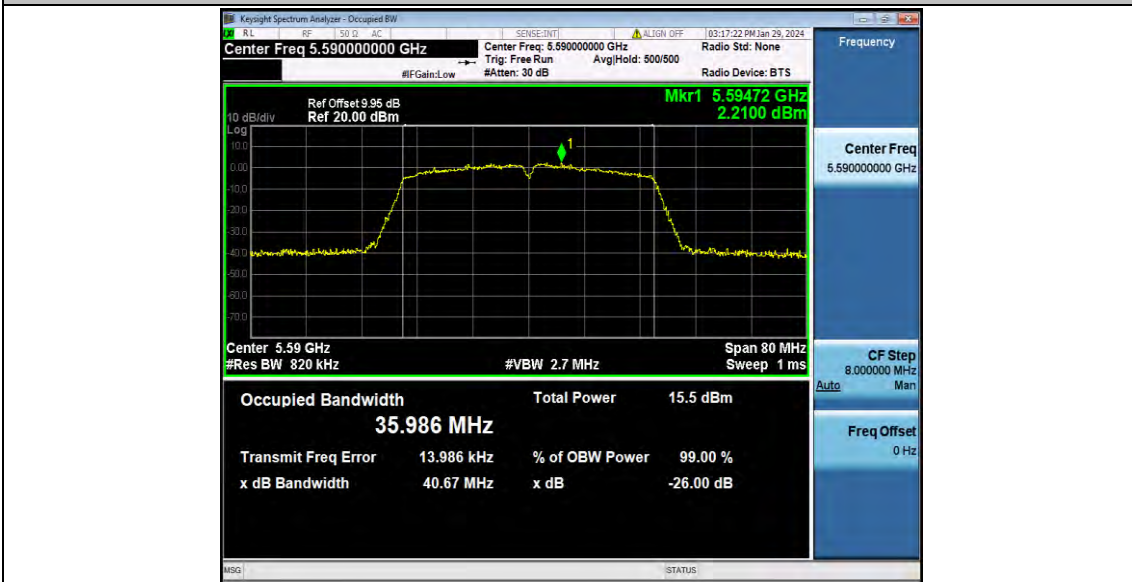 Keysight Spectrum Analyzer - Occupied BW
RL RF 50 Ω AC SENSE:INT ALIGN OFF 03:17:22 PM Jan 29, 2024
Center Freq 5.590000000 GHz Center Freq: 5.590000000 GHz Radio Std: None
Trig: Free Run Avg|Hold: 500/500
#IFGain:Low #Atten: 30 dB Radio Device: BTS
Frequency
Mkr1 5.59472 GHz
2.2100 dBm
Ref Offset 9.95 dB
10 dB/div Ref 20.00 dBm
Log
10.0
0.00
-10.0
-20.0
-30.0
-40.0
-50.0
-60.0
-70.0
1
Center Freq
5.590000000 GHz
Center 5.59 GHz Span 80 MHz
#Res BW 820 kHz #VBW 2.7 MHz Sweep 1 ms
CF Step
8.000000 MHz
Auto Man
Occupied Bandwidth Total Power 15.5 dBm
35.986 MHz
Transmit Freq Error 13.986 kHz % of OBW Power 99.00 %
x dB Bandwidth 40.67 MHz x dB -26.00 dB
Freq Offset
0 Hz
MSG STATUS